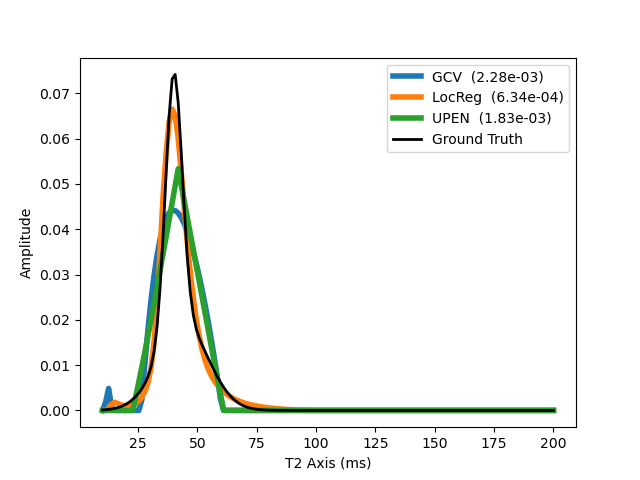 GCV (2.28e-03)
LocReg (6.34e-04)
UPEN (1.83e-03)
Ground Truth
0.07
0.06
0.05
0.04
0.03
0.02
0.01
0.00
Amplitude
25 50 75 100 125 150 175 200
T2 Axis (ms)